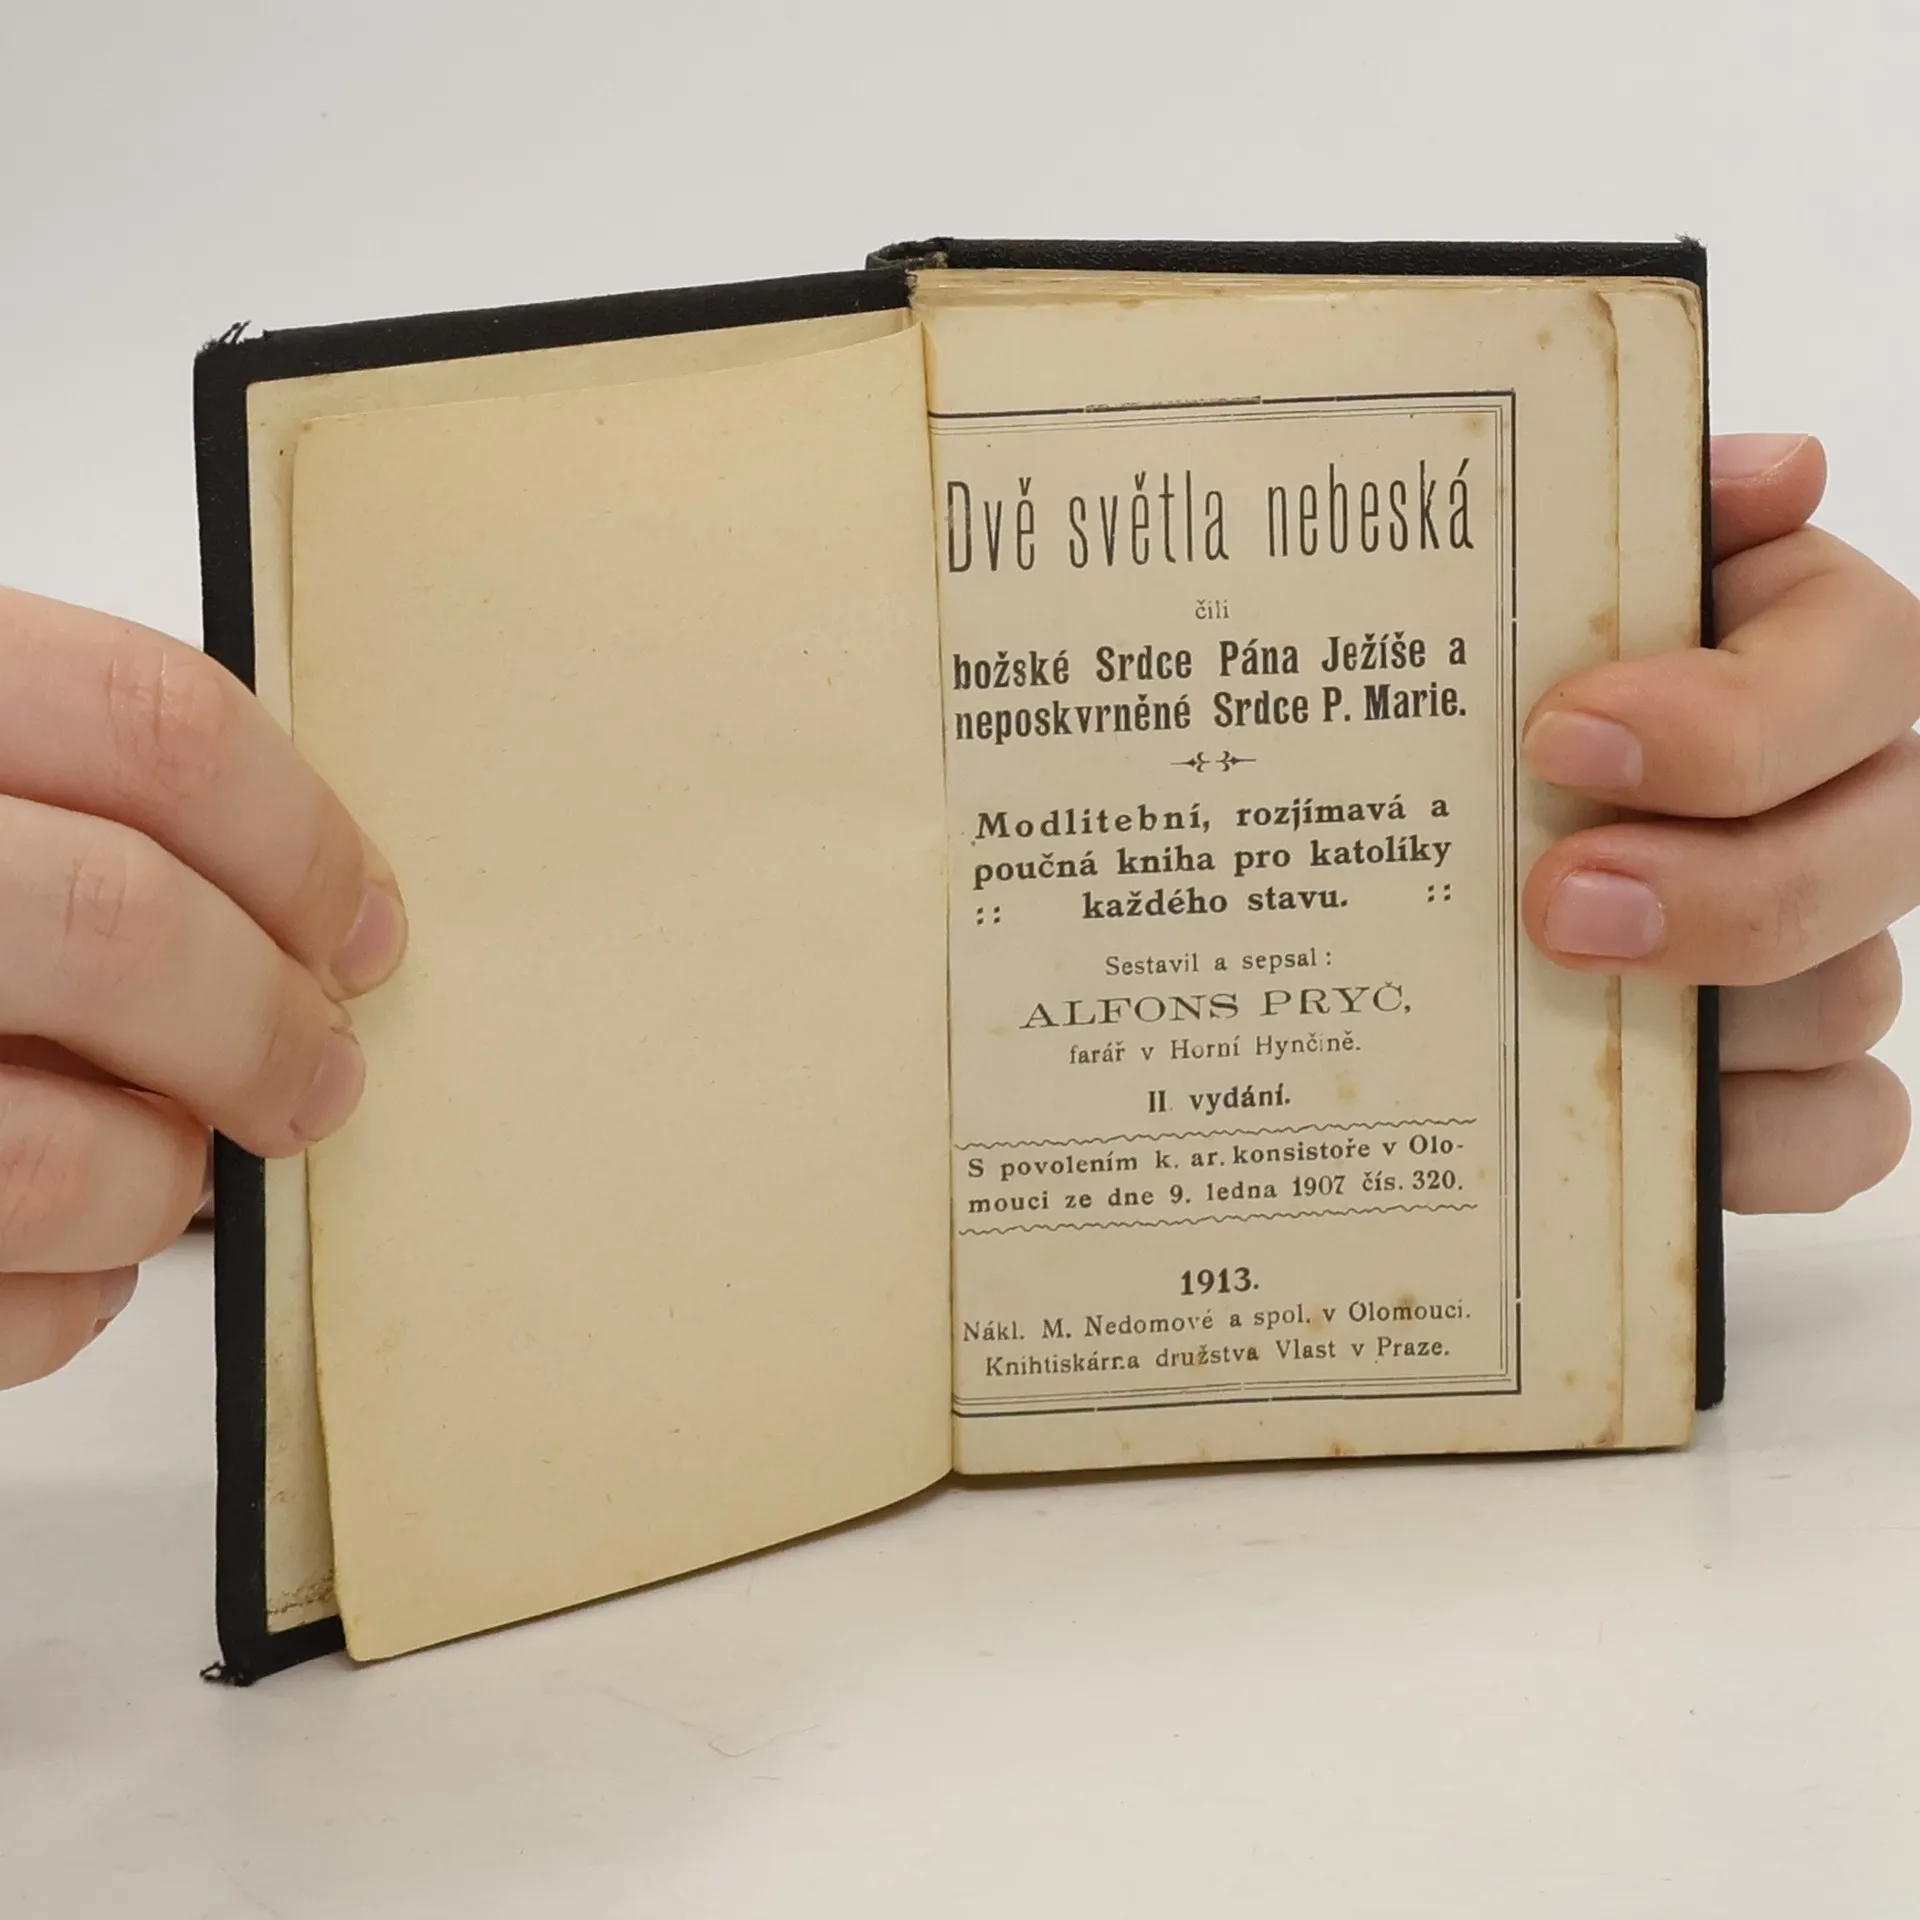 Dvě světla nebeská
čili
božské Srdce Pána Ježíše a
neposkvrněné Srdce P. Marie.
Modlitební, rozjímavá a
poučná kniha pro katolíky
:: každého stavu. ::
Sestavil a sepsal:
ALFONS PRYČ,
farář v Horní Hynčině.
II. vydání.
S povolením k. ar. konsistoře v Olo-
mouci ze dne 9. ledna 1907 čís. 320.
1913.
Nákl. M. Nedomové a spol. v Olomouci.
Knihtiskárna družstva Vlast v Praze.